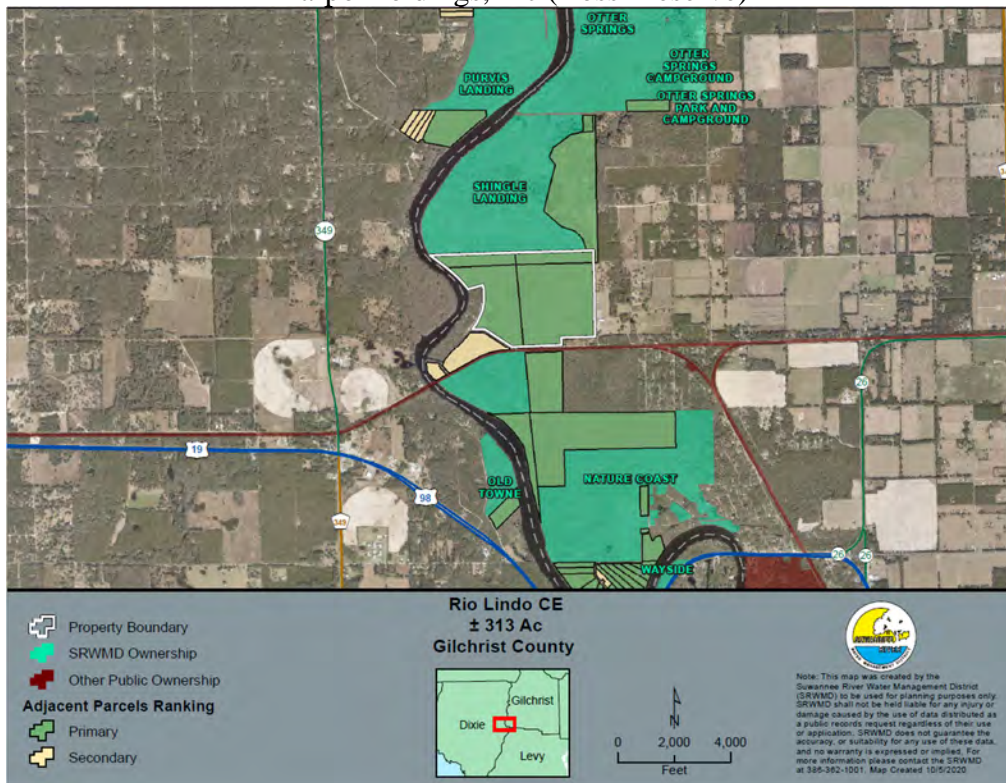 OTTER
SPRINGS
PURVIS
LANDING
OTTER
SPRINGS
CAMPGROUND
OTTER SPRINGS
PARK AND
CAMPGROUND
SHINGLE
LANDING
349
26
19
98
OLD
TOWNE
NATURE COAST
349
26
26
WAYSIDE
Property Boundary
SRWMD Ownership
Other Public Ownership
Adjacent Parcels Ranking
Primary
Secondary
Rio Lindo CE
± 313 Ac
Gilchrist County
Gilchrist
Dixie
Levy
N
0 2,000 4,000
Feet
Note: This map was created by the
Suwannee River Water Management District
(SRWMD) to be used for planning purposes only.
SRWMD shall not be held liable for any injury or
damage caused by the use of data distributed as
a public records request regardless of their use
or application. SRWMD does not guarantee the
accuracy, or suitability for any use of these data,
and no warranty is expressed or implied. For
more information please contact the SRWMD
at 386-362-1001. Map Created 10/5/2020